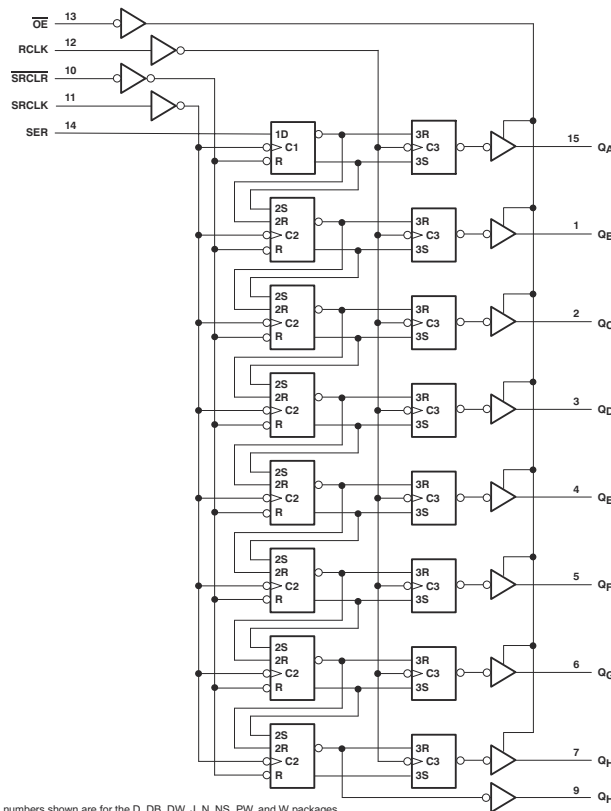 OE 13
RCLK 12
SRCLR 10
SRCLK 11
SER 14
1D
C1
R
3R
C3
3S
15 QA
2S
2R
C2
R
3R
C3
3S
1 QB
2S
2R
C2
R
3R
C3
3S
2 QC
2S
2R
C2
R
3R
C3
3S
3 QD
2S
2R
C2
R
3R
C3
3S
4 QE
2S
2R
C2
R
3R
C3
3S
5 QF
2S
2R
C2
R
3R
C3
3S
6 QG
2S
2R
C2
R
3R
C3
3S
7 QH
9 QH
numbers shown are for the D, DB, DW, J, N, NS, PW, and W packages